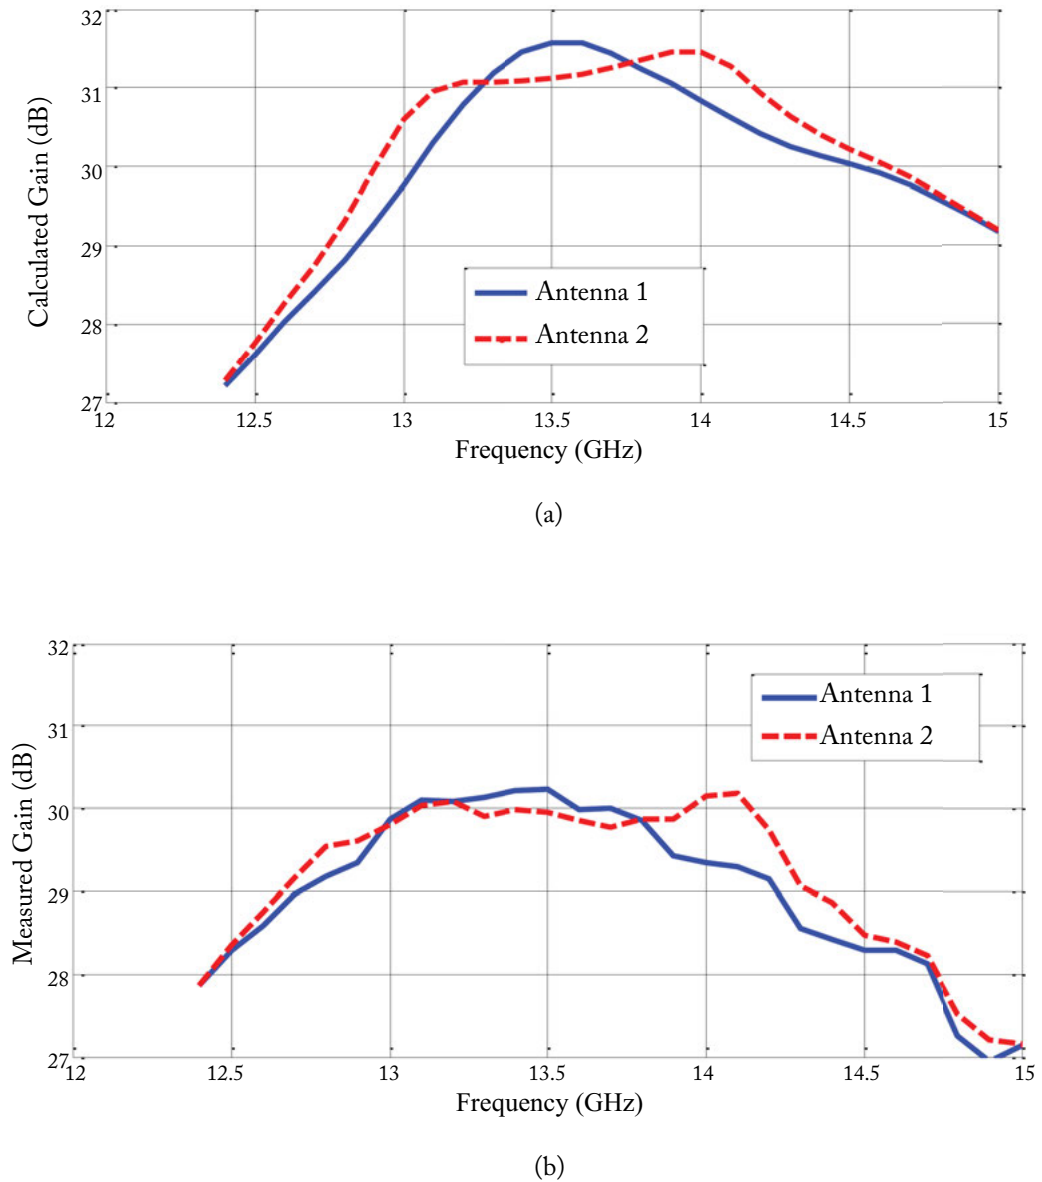 32
31
30
29
28
27
Calculated Gain (dB)
Antenna 1
Antenna 2
12 12.5 13 13.5 14 14.5 15
Frequency (GHz)
(a)
32
31
30
29
28
27
Measured Gain (dB)
Antenna 1
Antenna 2
12 12.5 13 13.5 14 14.5 15
Frequency (GHz)
(b)